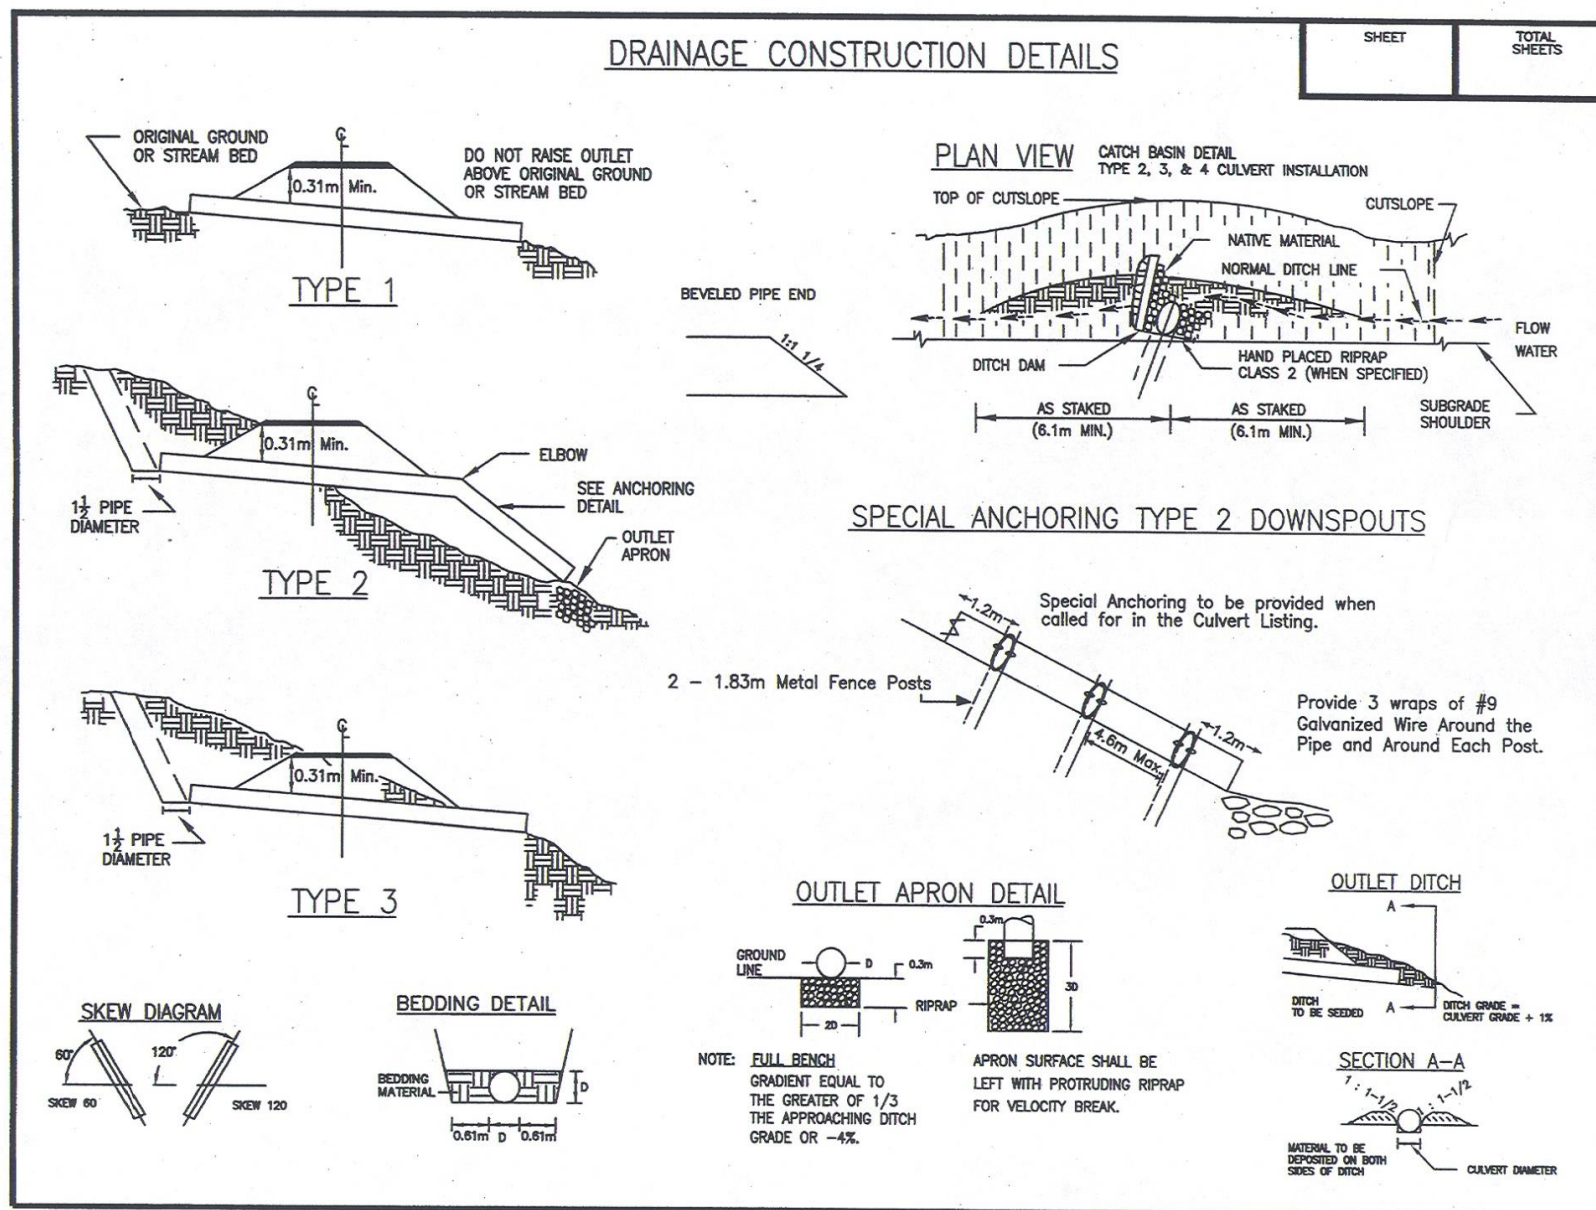 DRAINAGE CONSTRUCTION DETAILS
SHEET
TOTAL
SHEETS
ORIGINAL GROUND
OR STREAM BED
℄
DO NOT RAISE OUTLET
ABOVE ORIGINAL GROUND
OR STREAM BED
0.31m Min.
TYPE 1
BEVELED PIPE END
1:1 1/4
PLAN VIEW
CATCH BASIN DETAIL
TYPE 2, 3, & 4 CULVERT INSTALLATION
TOP OF CUTSLOPE
CUTSLOPE
NATIVE MATERIAL
NORMAL DITCH LINE
FLOW
WATER
DITCH DAM
HAND PLACED RIPRAP
CLASS 2 (WHEN SPECIFIED)
AS STAKED
(6.1m MIN.)
AS STAKED
(6.1m MIN.)
SUBGRADE
SHOULDER
℄
0.31m Min.
ELBOW
SEE ANCHORING
DETAIL
OUTLET
APRON
1 1/2 PIPE
DIAMETER
TYPE 2
SPECIAL ANCHORING TYPE 2 DOWNSPOUTS
1.2m
Special Anchoring to be provided when
called for in the Culvert Listing.
2 - 1.83m Metal Fence Posts
4.6m Max.
1.2m
Provide 3 wraps of #9
Galvanized Wire Around the
Pipe and Around Each Post.
℄
0.31m Min.
1 1/2 PIPE
DIAMETER
TYPE 3
OUTLET APRON DETAIL
GROUND
LINE
D
0.3m
2D
RIPRAP
0.3m
3D
NOTE: FULL BENCH
GRADIENT EQUAL TO
THE GREATER OF 1/3
THE APPROACHING DITCH
GRADE OR -4%.
APRON SURFACE SHALL BE
LEFT WITH PROTRUDING RIPRAP
FOR VELOCITY BREAK.
OUTLET DITCH
A
DITCH
TO BE SEEDED
A
DITCH GRADE =
CULVERT GRADE + 1%
SECTION A-A
1 : 1-1/2
1 : 1-1/2
MATERIAL TO BE
DEPOSITED ON BOTH
SIDES OF DITCH
CULVERT DIAMETER
SKEW DIAGRAM
60°
120°
SKEW 60
SKEW 120
BEDDING DETAIL
BEDDING
MATERIAL
D
0.61m D 0.61m